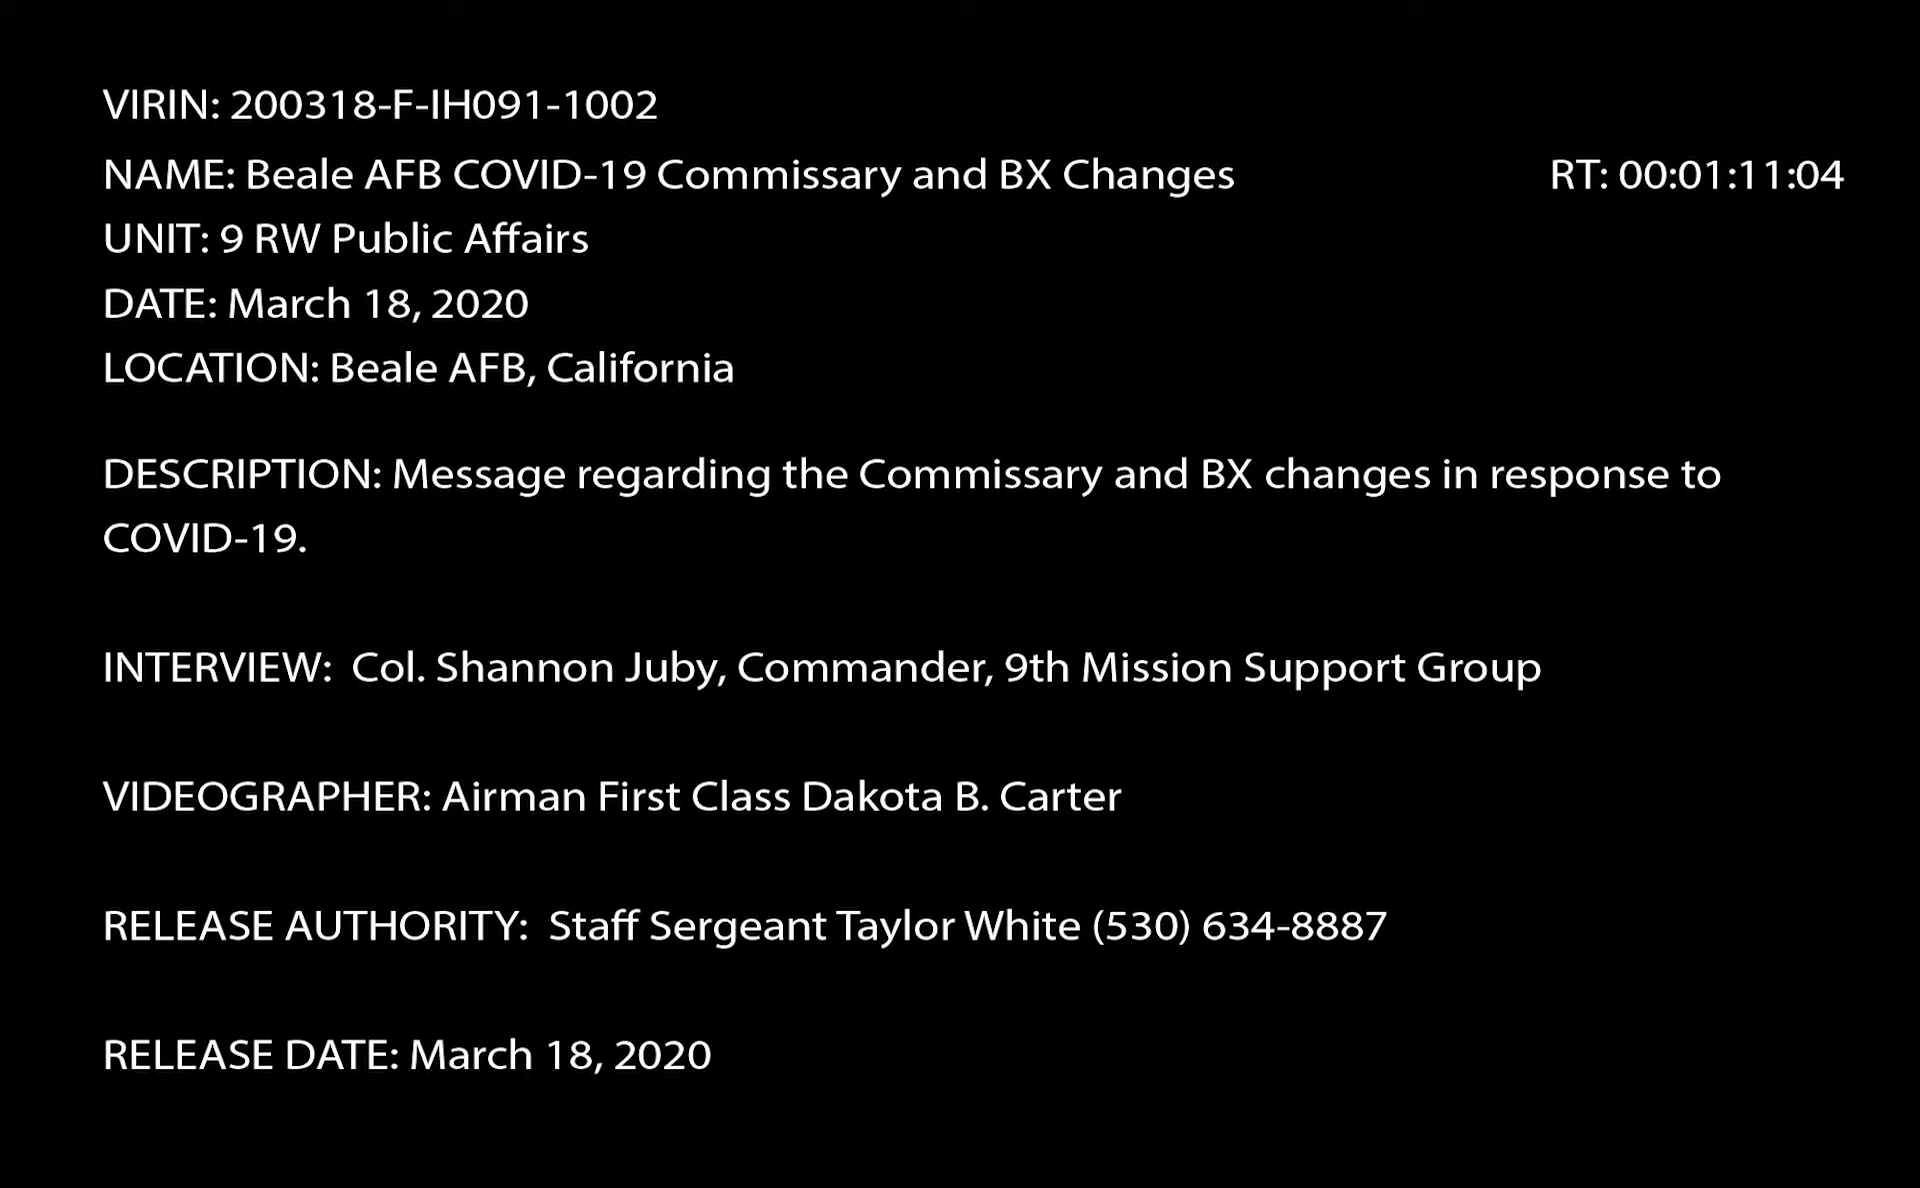 VIRIN: 200318-F-IH091-1002
NAME: Beale AFB COVID-19 Commissary and BX Changes RT: 00:01:11:04
UNIT: 9 RW Public Affairs
DATE: March 18, 2020
LOCATION: Beale AFB, California
DESCRIPTION: Message regarding the Commissary and BX changes in response to
COVID-19.
INTERVIEW: Col. Shannon Juby, Commander, 9th Mission Support Group
VIDEOGRAPHER: Airman First Class Dakota B. Carter
RELEASE AUTHORITY: Staff Sergeant Taylor White (530) 634-8887
RELEASE DATE: March 18, 2020